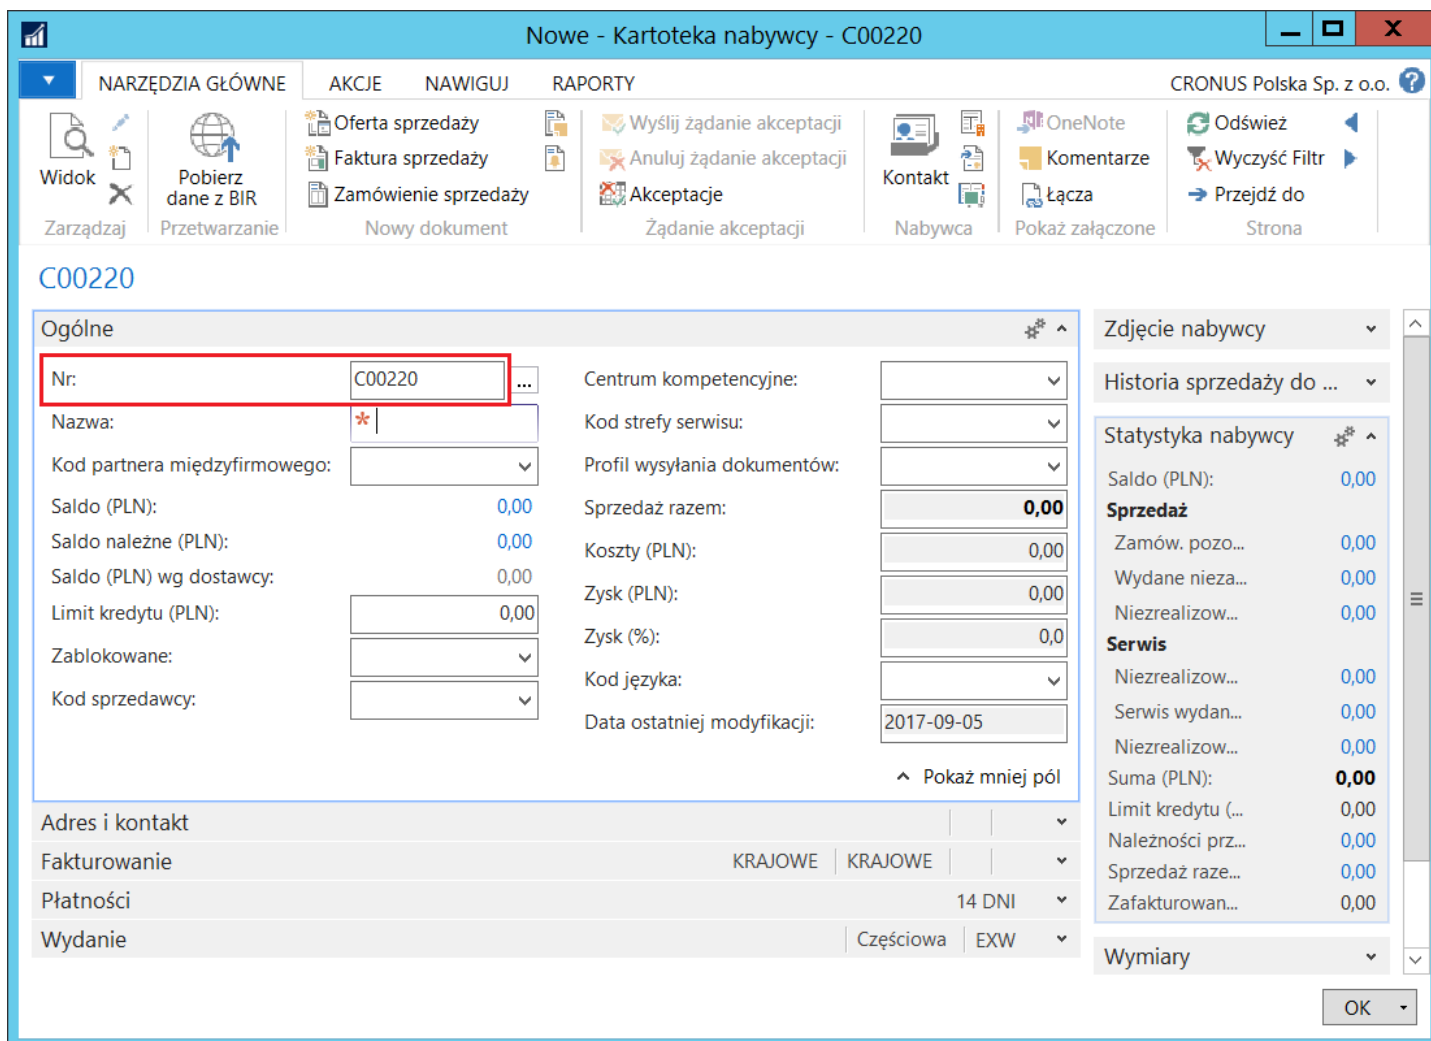 Nowe - Kartoteka nabywcy - C00220
NARZĘDZIA GŁÓWNE AKCJE NAWIGUJ RAPORTY CRONUS Polska Sp. z o.o.
Widok
Zarządzaj
Pobierz
dane z BIR
Przetwarzanie
Oferta sprzedaży
Faktura sprzedaży
Zamówienie sprzedaży
Nowy dokument
Wyślij żądanie akceptacji
Anuluj żądanie akceptacji
Akceptacje
Żądanie akceptacji
Kontakt
Nabywca
OneNote
Komentarze
Łącza
Pokaż załączone
Odśwież
Wyczyść Filtr
Przejdź do
Strona
C00220
Ogólne
Nr: C00220 ...
Nazwa: *
Kod partnera międzyfirmowego:
Saldo (PLN): 0,00
Saldo należne (PLN): 0,00
Saldo (PLN) wg dostawcy: 0,00
Limit kredytu (PLN): 0,00
Zablokowane:
Kod sprzedawcy:
Centrum kompetencyjne:
Kod strefy serwisu:
Profil wysyłania dokumentów:
Sprzedaż razem: 0,00
Koszty (PLN): 0,00
Zysk (PLN): 0,00
Zysk (%): 0,0
Kod języka:
Data ostatniej modyfikacji: 2017-09-05
Pokaż mniej pól
Adres i kontakt
Fakturowanie KRAJOWE KRAJOWE
Płatności 14 DNI
Wydanie Częściowa EXW
Zdjęcie nabywcy
Historia sprzedaży do ...
Statystyka nabywcy
Saldo (PLN): 0,00
Sprzedaż
Zamów. pozo... 0,00
Wydane nieza... 0,00
Niezrealizow... 0,00
Serwis
Niezrealizow... 0,00
Serwis wydan... 0,00
Niezrealizow... 0,00
Suma (PLN): 0,00
Limit kredytu (... 0,00
Należności prz... 0,00
Sprzedaż raze... 0,00
Zafakturowan... 0,00
Wymiary
OK